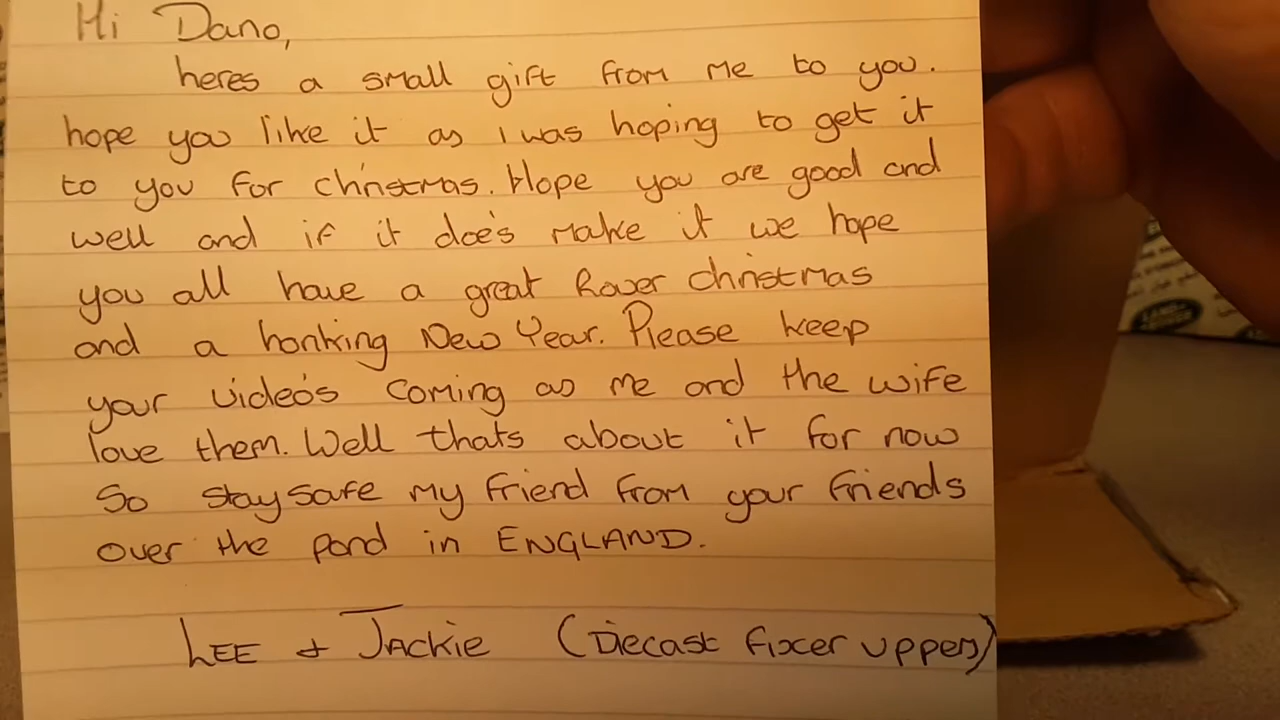 Hi Dano,
heres a small gift from me to you.
hope you like it as I was hoping to get it
to you for christmas. Hope you are good and
well and if it doe's make it we hope
you all have a great Rover christmas
and a honking New Year. Please keep
your video's coming as me and the wife
love them. Well thats about it for now
So stay safe my friend from your friends
over the pond in ENGLAND.
LEE + JACKIE (Diecast fixer uppers)
LAND-
ROVER